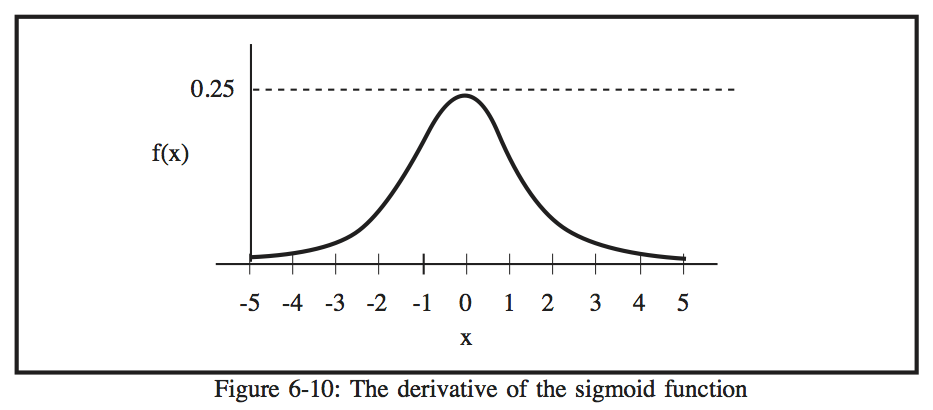 0.25
f(x)
-5 -4 -3 -2 -1 0 1 2 3 4 5
x
Figure 6-10: The derivative of the sigmoid function